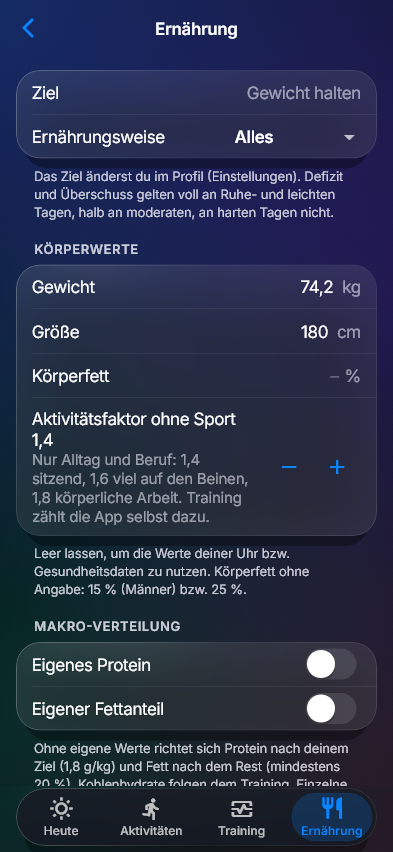 Ernährung
Ziel Gewicht halten
Ernährungsweise Alles
Das Ziel änderst du im Profil (Einstellungen). Defizit
und Überschuss gelten voll an Ruhe- und leichten
Tagen, halb an moderaten, an harten Tagen nicht.
KÖRPERWERTE
Gewicht 74,2 kg
Größe 180 cm
Körperfett – %
Aktivitätsfaktor ohne Sport
1,4
Nur Alltag und Beruf: 1,4
sitzend, 1,6 viel auf den Beinen,
1,8 körperliche Arbeit. Training
zählt die App selbst dazu.
− +
Leer lassen, um die Werte deiner Uhr bzw.
Gesundheitsdaten zu nutzen. Körperfett ohne
Angabe: 15 % (Männer) bzw. 25 %.
MAKRO-VERTEILUNG
Eigenes Protein
Eigener Fettanteil
Ohne eigene Werte richtet sich Protein nach deinem
Ziel (1,8 g/kg) und Fett nach dem Rest (mindestens
20 %). Kohlenhydrate folgen dem Training. Einzelne
Heute Aktivitäten Training Ernährung